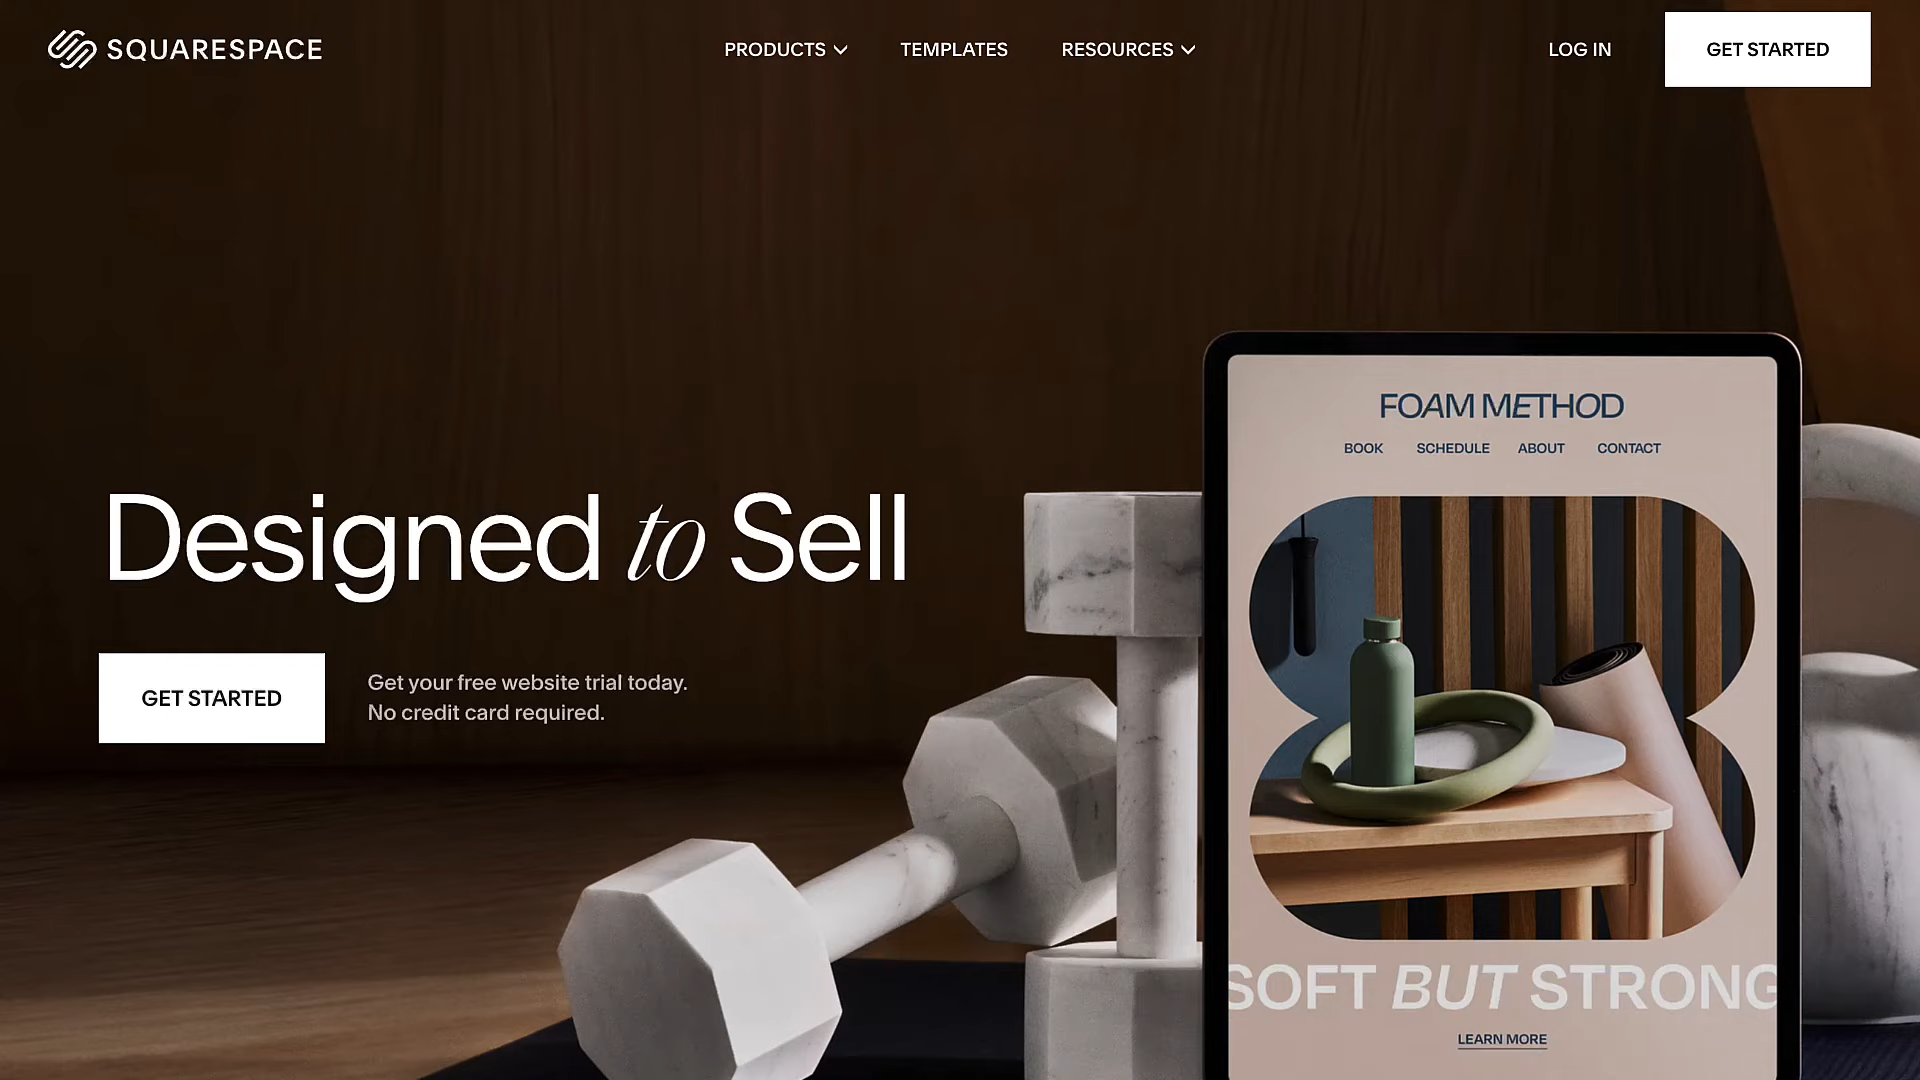 SQUARESPACE
PRODUCTS
TEMPLATES
RESOURCES
LOG IN
GET STARTED
Designed to Sell
GET STARTED
Get your free website trial today.
No credit card required.
FOAM METHOD
BOOK SCHEDULE ABOUT CONTACT
SOFT BUT STRONG
LEARN MORE